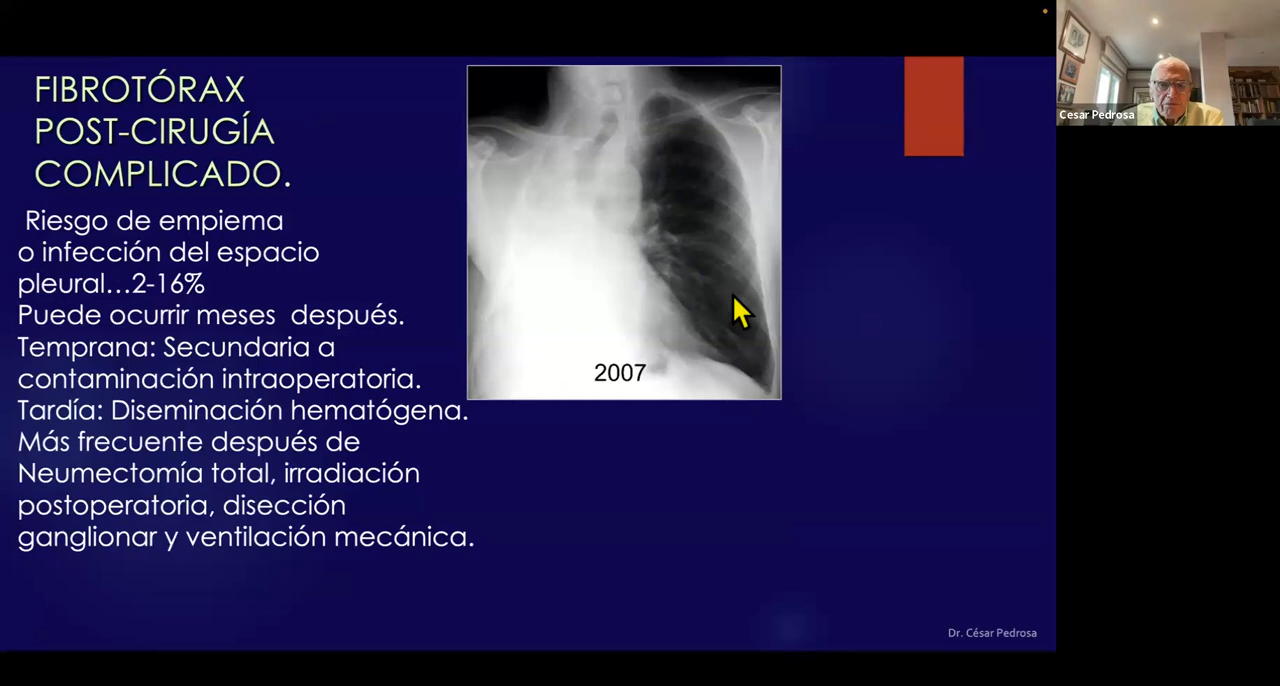 FIBROTÓRAX
POST-CIRUGÍA
COMPLICADO.
Riesgo de empiema
o infección del espacio
pleural...2-16%
Puede ocurrir meses después.
Temprana: Secundaria a
contaminación intraoperatoria.
Tardía: Diseminación hematógena.
Más frecuente después de
Neumectomía total, irradiación
postoperatoria, disección
ganglionar y ventilación mecánica.
2007
Dr. César Pedrosa
Cesar Pedrosa